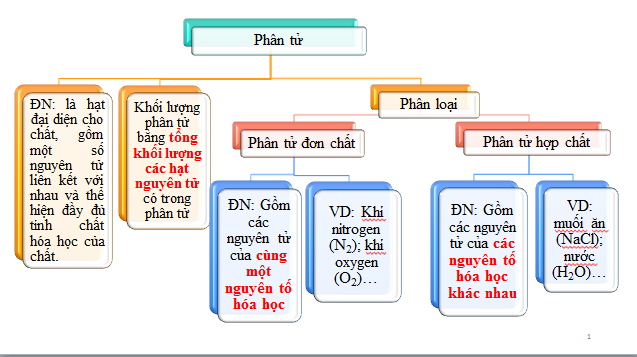 Phân tử
ĐN: là hạt
đại diện cho
chất, gồm
một số
nguyên tử
liên kết với
nhau và thể
hiện đầy đủ
tính chất
hóa học của
chất.
Khối lượng
phân tử
bằng tổng
khối lượng
các hạt
nguyên tử
có trong
phân tử
Phân loại
Phân tử đơn chất
ĐN: Gồm
các
nguyên tử
của cùng
một
nguyên tố
hóa học
VD: Khí
nitrogen
(N₂); khí
oxygen
(O₂)…
Phân tử hợp chất
ĐN: Gồm
các nguyên
tử của các
nguyên tố
hóa học
khác nhau
VD:
muối ăn
(NaCl);
nước
(H₂O)…
1